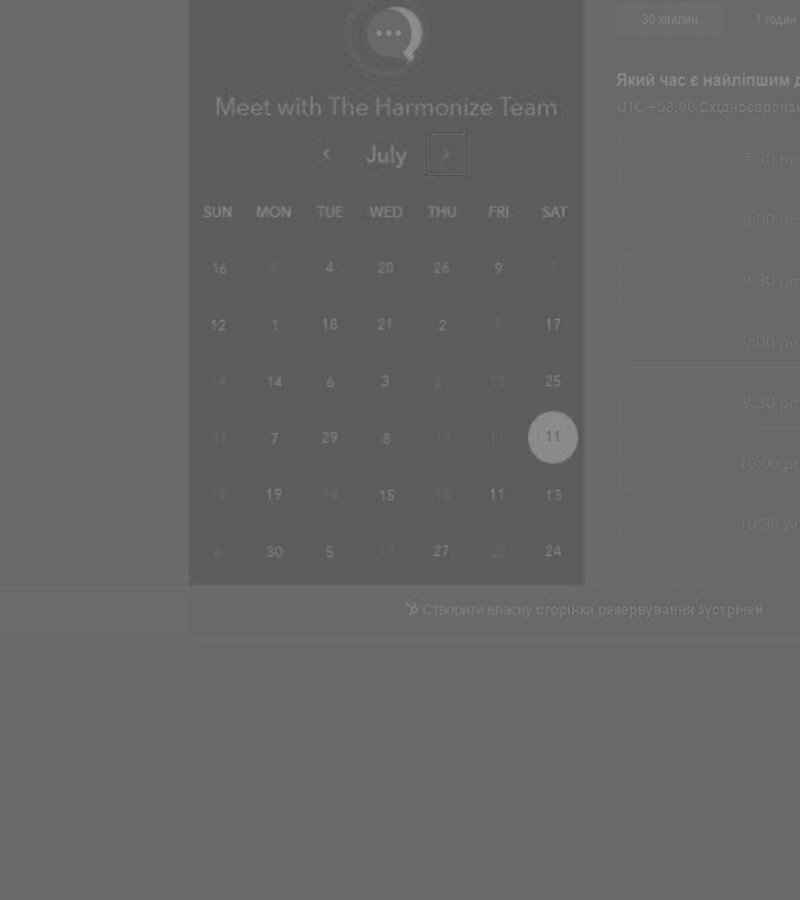 Meet with The Harmonize Team
July
SUN MON TUE WED THU FRI SAT
16 4 20 26 9 7
12 1 18 21 2 7 17
14 14 6 3 21 13 25
31 7 29 8 17 11 11
19 19 14 15 10 11 13
4 30 5 17 27 22 24
30 хвилин
1 годин
Який час є найліпшим д
UTC +03:00 Східноєвропей
7:30 pm
8:00 pm
8:30 pm
9:00 pm
9:30 pm
10:00 pm
10:30 pm
Створити власну сторінка резервування зустрічей